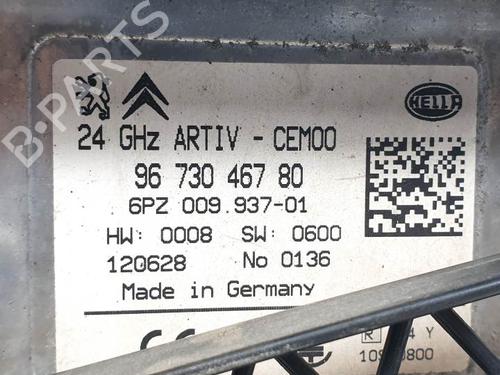 B-PARTS
HELLA
24 GHz ARTIV - CEM00
96 730 467 80
6PZ 009.937-01
HW: 0008 SW: 0600
120628 No 0136
Made in Germany
R 4 Y